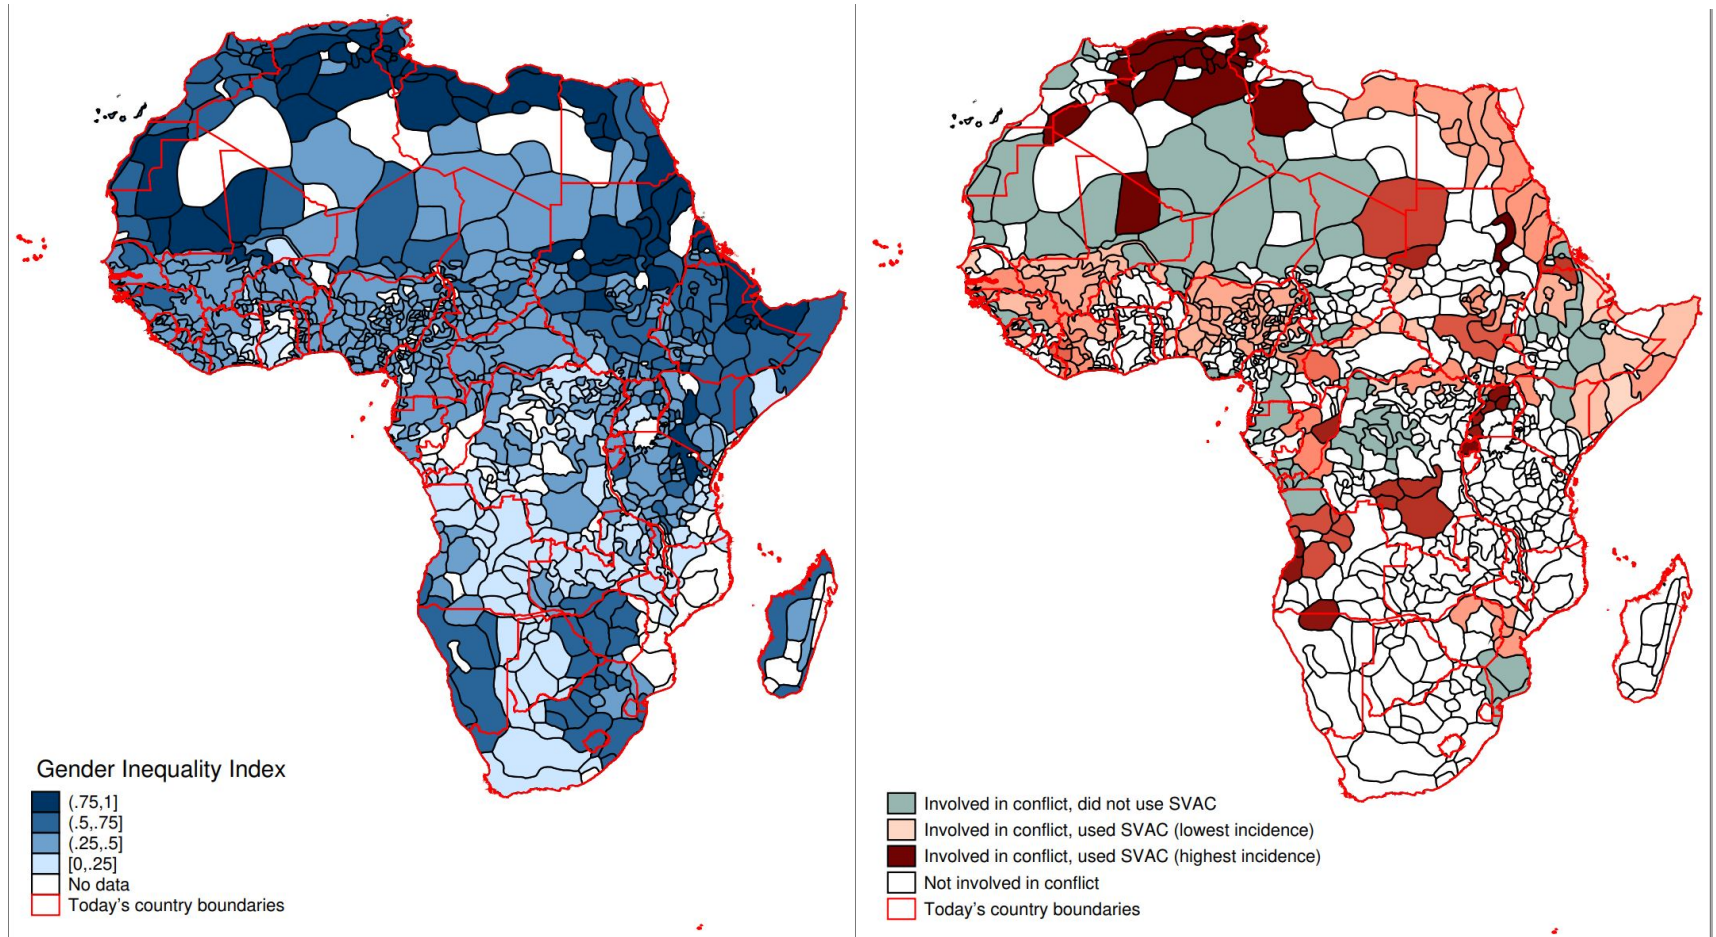 Gender Inequality Index
(.75,1]
(.5,.75]
(.25,.5]
[0,.25]
No data
Today's country boundaries
Involved in conflict, did not use SVAC
Involved in conflict, used SVAC (lowest incidence)
Involved in conflict, used SVAC (highest incidence)
Not involved in conflict
Today's country boundaries